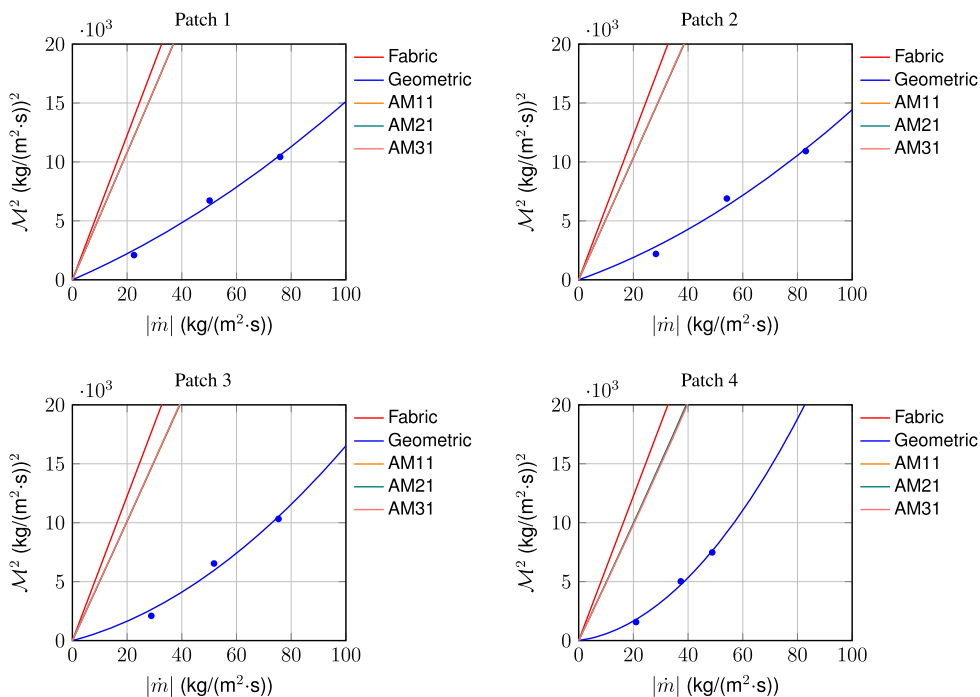 Patch 1
·10³
20
15
10
5
0
0 20 40 60 80 100
ℳ² (kg/(m²·s))²
|ṁ| (kg/(m²·s))
Fabric
Geometric
AM11
AM21
AM31
Patch 2
·10³
20
15
10
5
0
0 20 40 60 80 100
ℳ² (kg/(m²·s))²
|ṁ| (kg/(m²·s))
Fabric
Geometric
AM11
AM21
AM31
Patch 3
·10³
20
15
10
5
0
0 20 40 60 80 100
ℳ² (kg/(m²·s))²
|ṁ| (kg/(m²·s))
Fabric
Geometric
AM11
AM21
AM31
Patch 4
·10³
20
15
10
5
0
0 20 40 60 80 100
ℳ² (kg/(m²·s))²
|ṁ| (kg/(m²·s))
Fabric
Geometric
AM11
AM21
AM31